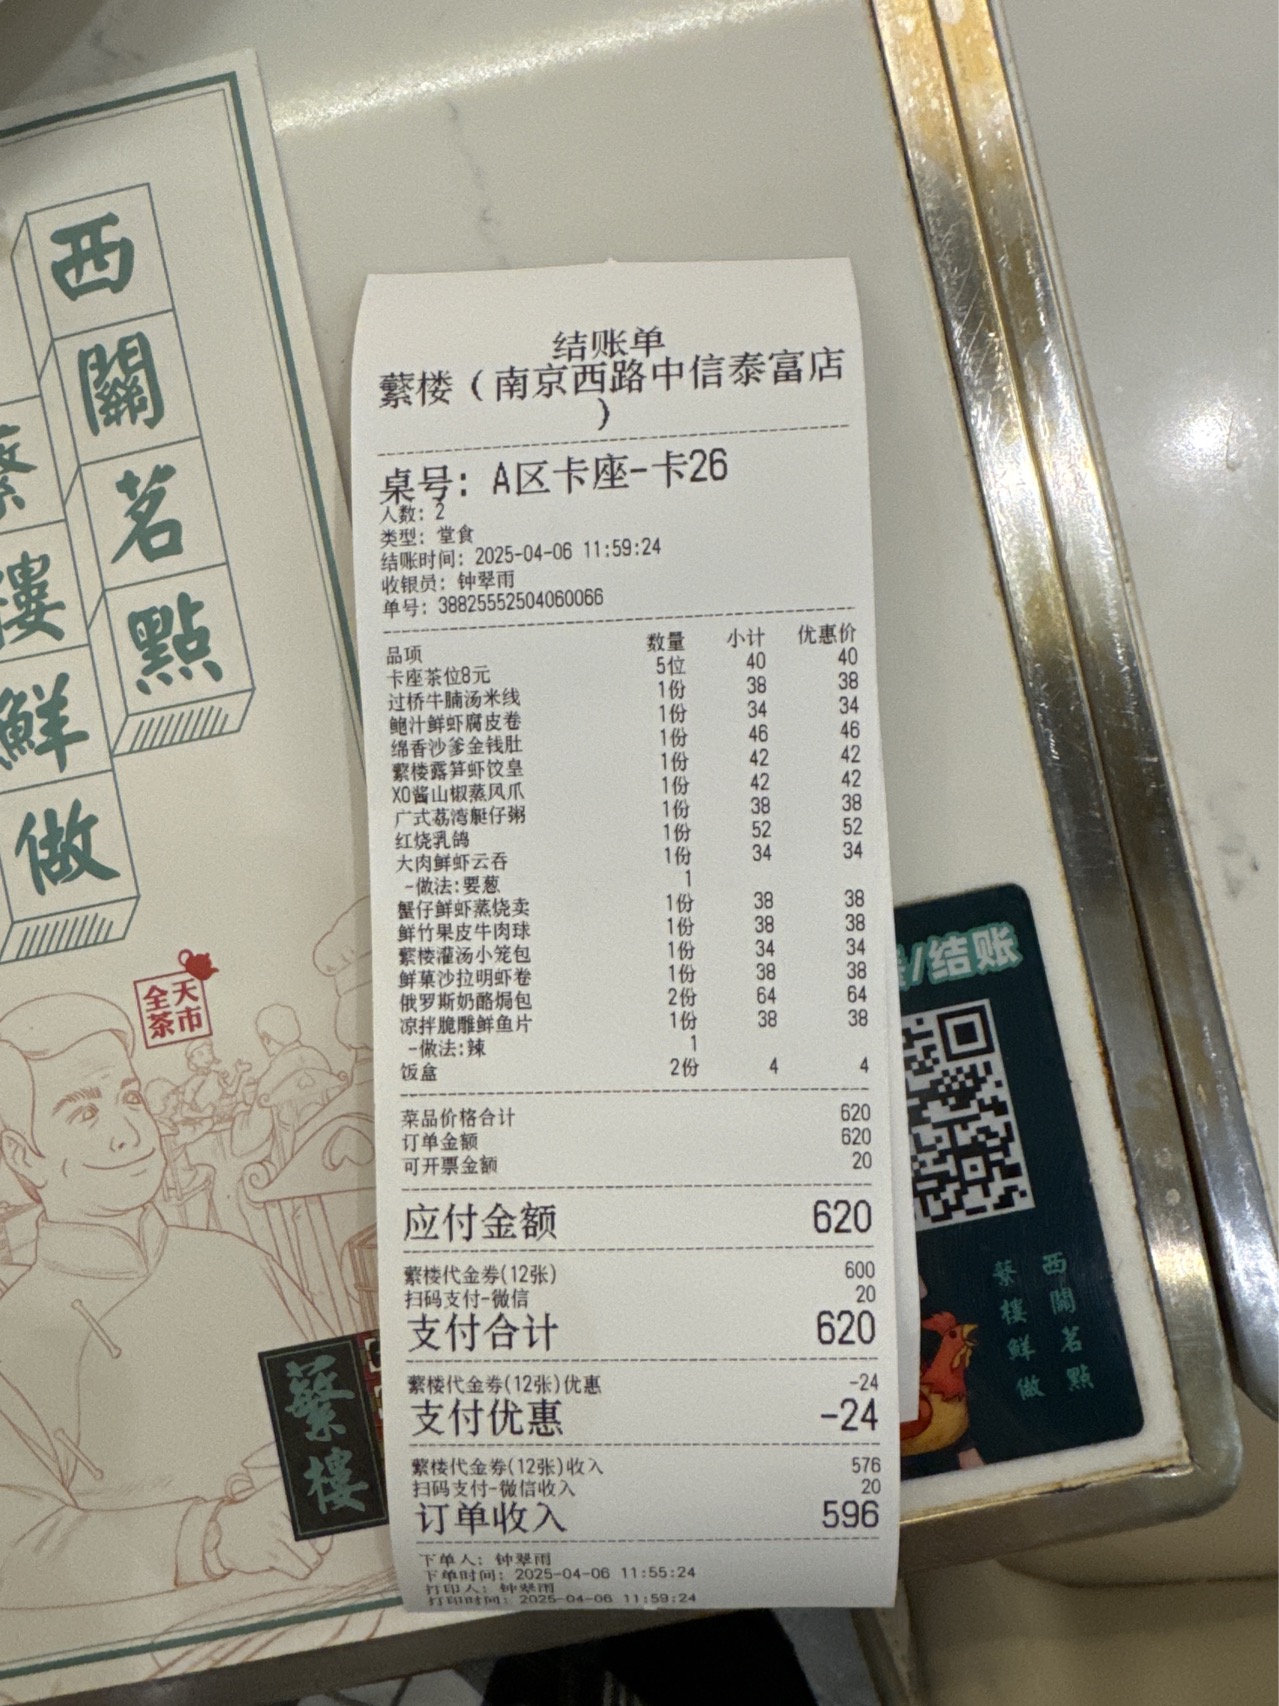 西
關
茗
點
蘩
樓
鮮
做
全天
茶市
蘩
樓
结账单
蘩楼（南京西路中信泰富店
）
桌号：A区卡座-卡26
人数：2
类型：堂食
结账时间：2025-04-06 11:59:24
收银员：钟翠雨
单号：38825552504060066
品项 数量 小计 优惠价
卡座茶位8元 5位 40 40
过桥牛腩汤米线 1份 38 38
鲍汁鲜虾腐皮卷 1份 34 34
绵香沙爹金钱肚 1份 46 46
蘩楼露笋虾饺皇 1份 42 42
XO酱山椒蒸凤爪 1份 42 42
广式荔湾艇仔粥 1份 38 38
红烧乳鸽 1份 52 52
大肉鲜虾云吞 1份 34 34
-做法:要葱 1
蟹仔鲜虾蒸烧卖 1份 38 38
鲜竹果皮牛肉球 1份 38 38
蘩楼灌汤小笼包 1份 34 34
鲜菓沙拉明虾卷 1份 38 38
俄罗斯奶酪焗包 2份 64 64
凉拌脆雕鲜鱼片 1份 38 38
-做法:辣 1
饭盒 2份 4 4
菜品价格合计 620
订单金额 620
可开票金额 20
应付金额 620
蘩楼代金券(12张) 600
扫码支付-微信 20
支付合计 620
蘩楼代金券(12张)优惠 -24
支付优惠 -24
蘩楼代金券(12张)收入 576
扫码支付-微信收入 20
订单收入 596
下单人：钟翠雨
下单时间：2025-04-06 11:55:24
打印人：钟翠雨
打印时间：2025-04-06 11:59:24
/结账
西關茗點
蘩樓鮮做